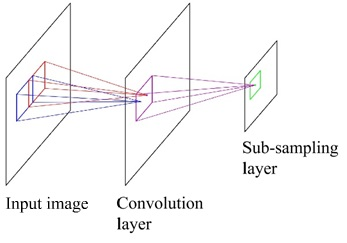 Input image
Convolution
layer
Sub-sampling
layer